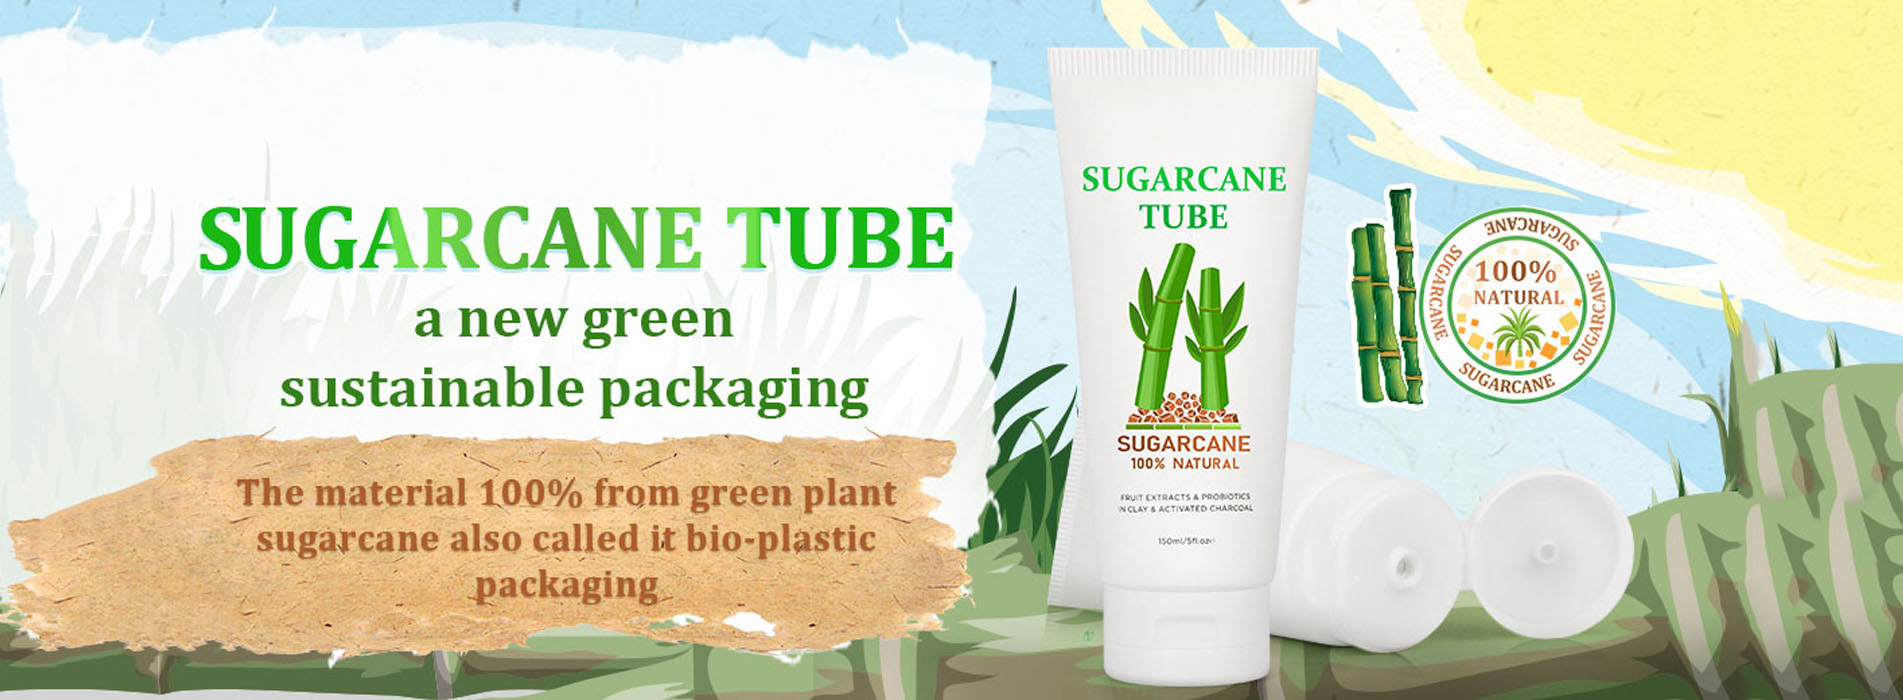 SUGARCANE TUBE
a new green
sustainable packaging
The material 100% from green plant
sugarcane also called it bio-plastic
packaging
SUGARCANE
TUBE
SUGARCANE
100% NATURAL
FRUIT EXTRACTS & PROBIOTICS
IN CLAY & ACTIVATED CHARCOAL
150ml/5fl.oz
SUGARCANE
SUGARCANE
SUGARCANE
SUGARCANE
100%
NATURAL